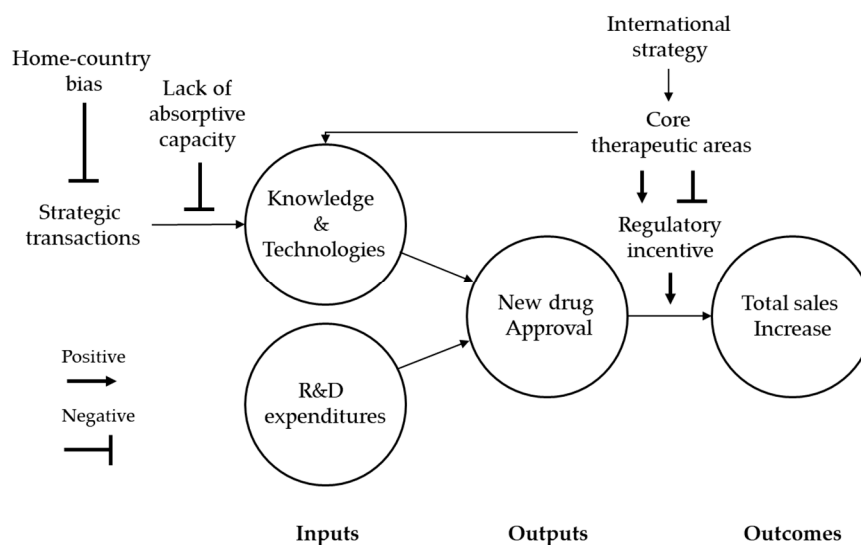 International
strategy
Home-country
bias
Lack of
absorptive
capacity
Core
therapeutic areas
Strategic
transactions
Knowledge
&
Technologies
Regulatory
incentive
New drug
Approval
Total sales
Increase
Positive
Negative
R&D
expenditures
Inputs
Outputs
Outcomes